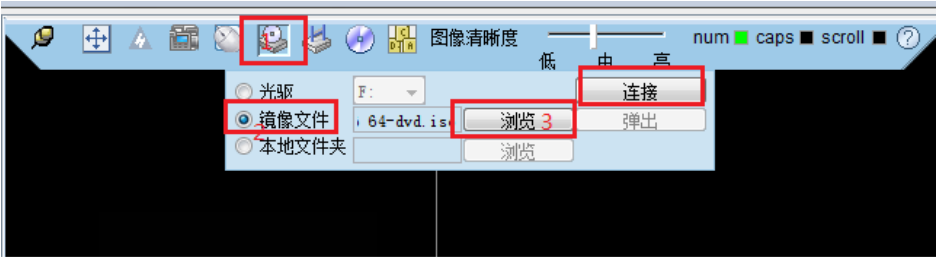 1
C
D T A
图像清晰度
低 中 高
num caps scroll ?
光驱 F: 连接
镜像文件 64-dvd.iso 浏览 3 弹出
2
本地文件夹 浏览